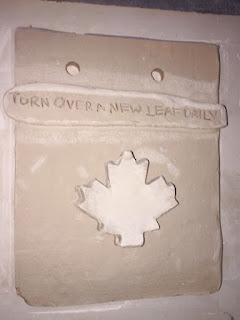 TURN OVER A NEW LEAF DAILY